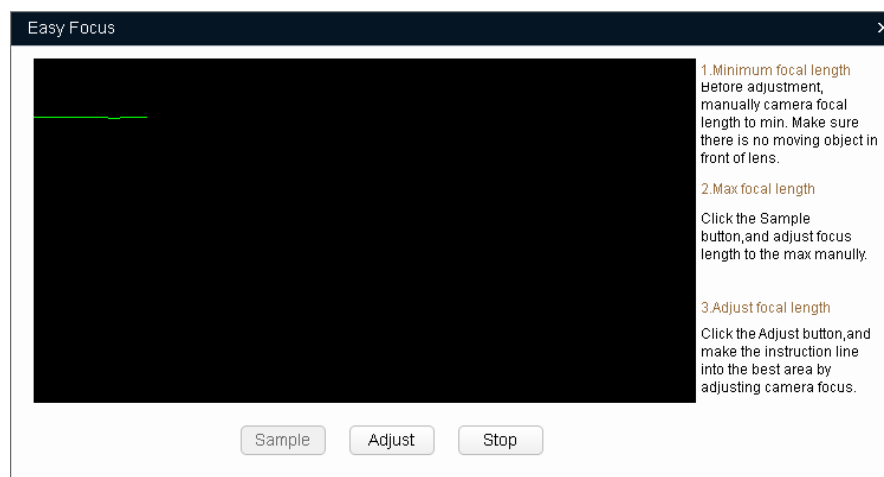 Easy Focus
1.Minimum focal length
Before adjustment,
manually camera focal
length to min. Make sure
there is no moving object in
front of lens.
2.Max focal length
Click the Sample
button,and adjust focus
length to the max manully.
3.Adjust focal length
Click the Adjust button,and
make the instruction line
into the best area by
adjusting camera focus.
Sample Adjust Stop